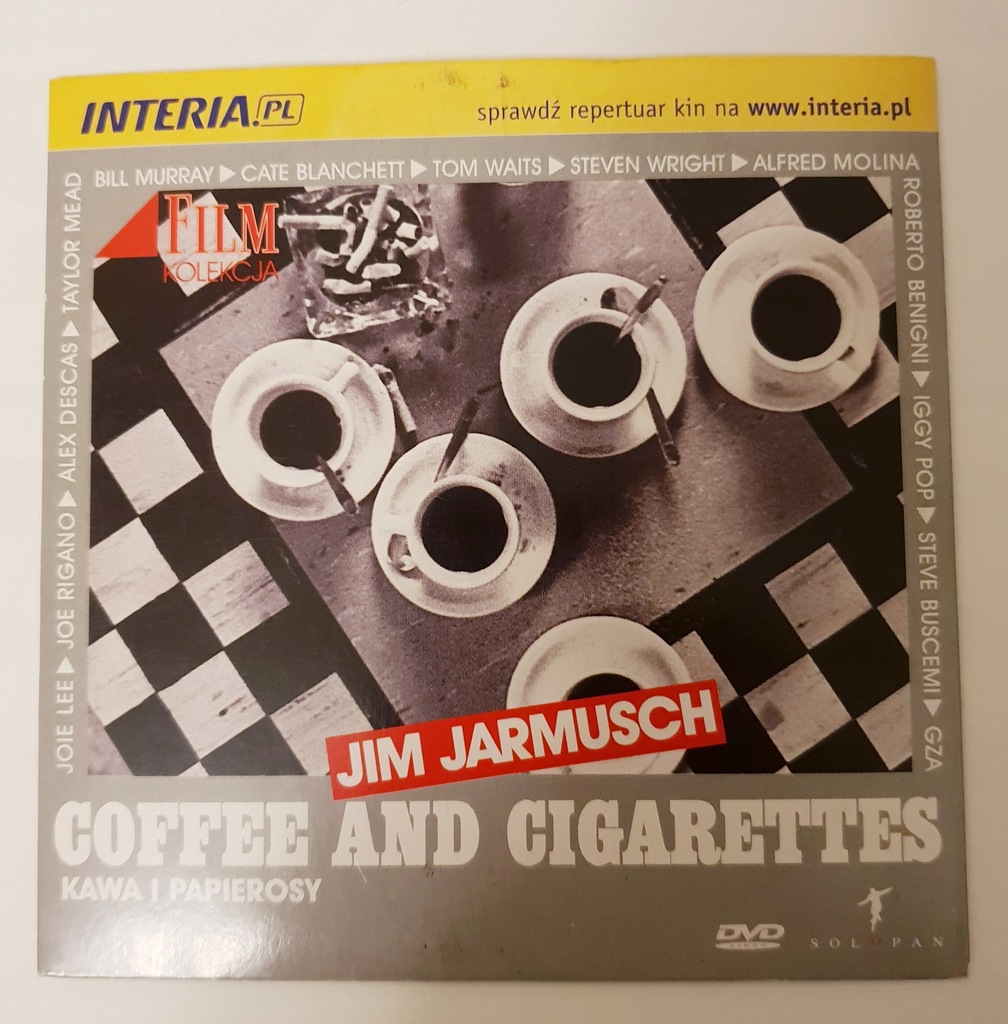 INTERIA.PL
sprawdź repertuar kin na www.interia.pl
BILL MURRAY ▶ CATE BLANCHETT ▶ TOM WAITS ▶ STEVEN WRIGHT ▶ ALFRED MOLINA
ROBERTO BENIGNI ▶ IGGY POP ▶ STEVE BUSCEMI ▶ GZA
JOIE LEE ▶ JOE RIGANO ▶ ALEX DESCAS ▶ TAYLOR MEAD
FILM
KOLEKCJA
JIM JARMUSCH
COFFEE AND CIGARETTES
KAWA I PAPIEROSY
DVD
VIDEO
SOLOPAN